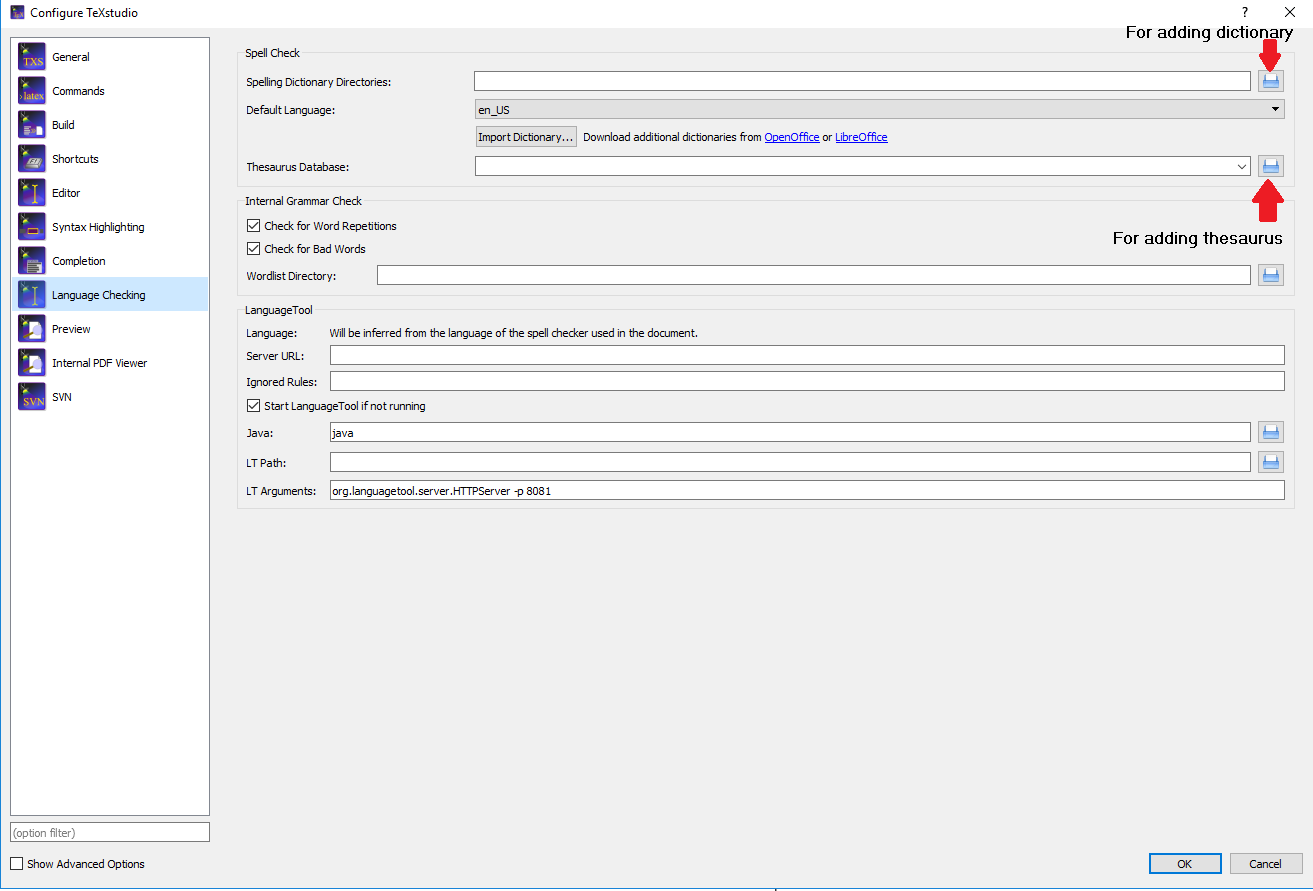 Configure TeXstudio
?
For adding dictionary
TXS General
latex Commands
Build
Shortcuts
Editor
Syntax Highlighting
Completion
Language Checking
Preview
Internal PDF Viewer
SVN SVN
(option filter)
Show Advanced Options
Spell Check
Spelling Dictionary Directories:
Default Language: en_US
Import Dictionary... Download additional dictionaries from OpenOffice or LibreOffice
Thesaurus Database:
For adding thesaurus
Internal Grammar Check
Check for Word Repetitions
Check for Bad Words
Wordlist Directory:
LanguageTool
Language: Will be inferred from the language of the spell checker used in the document.
Server URL:
Ignored Rules:
Start LanguageTool if not running
Java: java
LT Path:
LT Arguments: org.languagetool.server.HTTPServer -p 8081
OK Cancel